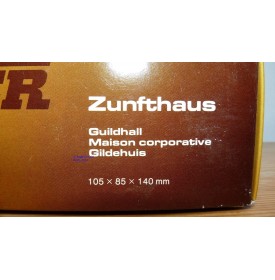 Zunfthaus
Guildhall
Maison corporative
Gildehuis
105 × 85 × 140 mm